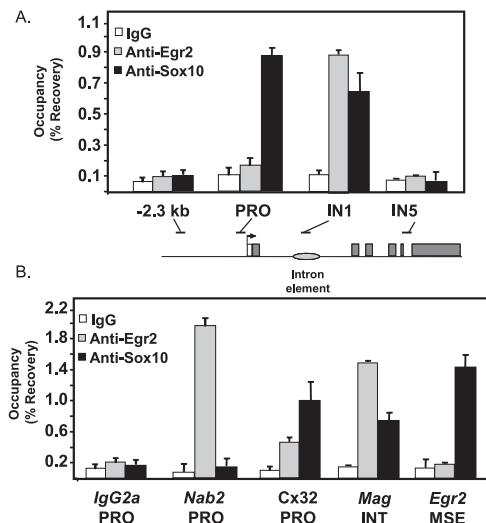 A.
IgG
Anti-Egr2
Anti-Sox10
Occupancy
(% Recovery)
1.1
0.9
0.7
0.5
0.3
0.1
-2.3 kb PRO IN1 IN5
Intron
element
B.
IgG
Anti-Egr2
Anti-Sox10
Occupancy
(% Recovery)
2.2
1.8
1.4
1.0
0.6
0.2
IgG2a Nab2 Cx32 Mag Egr2
PRO PRO PRO INT MSE